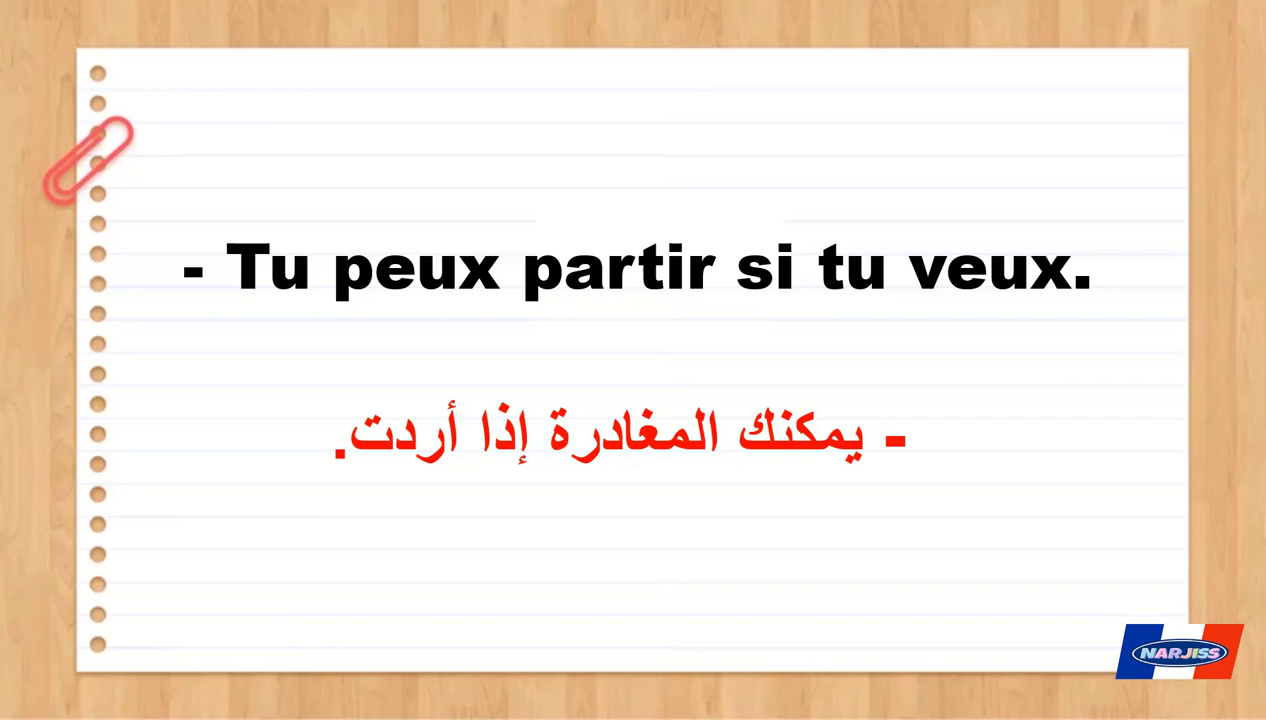 - Tu peux partir si tu veux.
- يمكنك المغادرة إذا أردت.
NARJISS